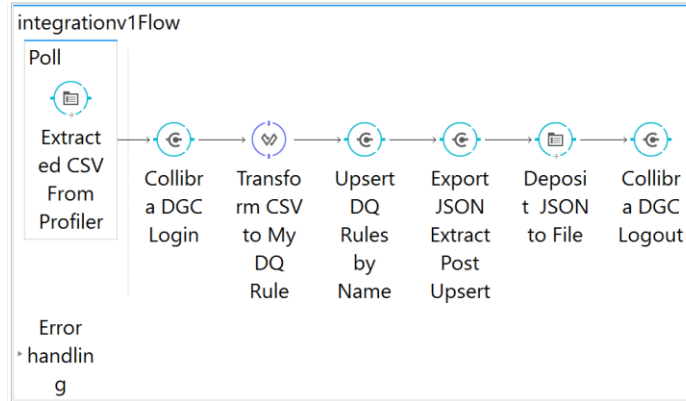 integrationv1Flow
Poll
Extract
ed CSV
From
Profiler
Collibr
a DGC
Login
Transfo
rm CSV
to My
DQ
Rule
Upsert
DQ
Rules
by
Name
Export
JSON
Extract
Post
Upsert
Deposi
t JSON
to File
Collibr
a DGC
Logout
Error
handlin
g